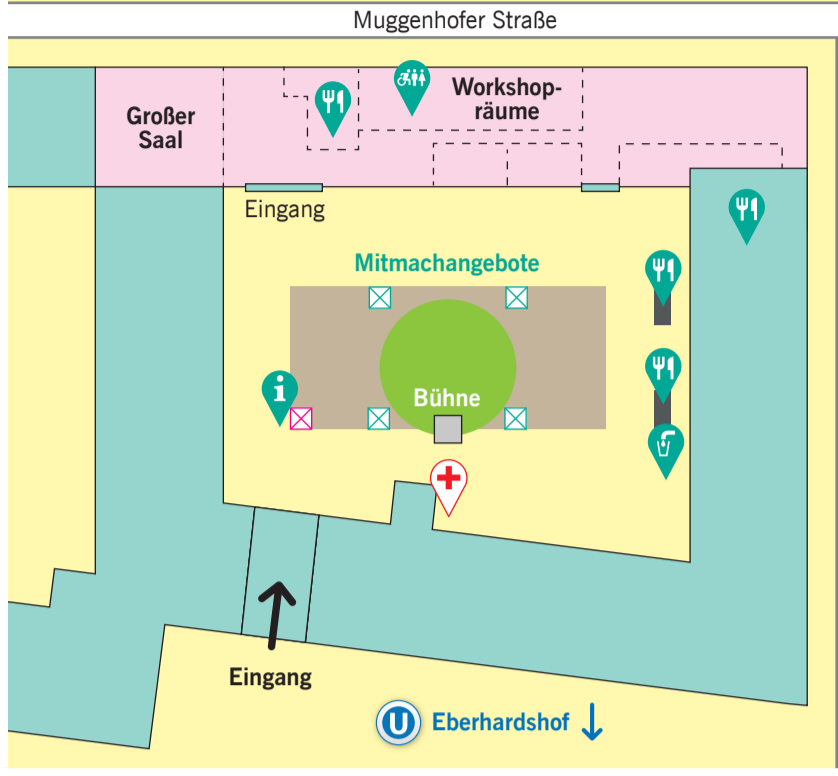 Muggenhofer Straße
Großer
Saal
Workshop-
räume
Eingang
Mitmachangebote
i
Bühne
Eingang
U
Eberhardshof